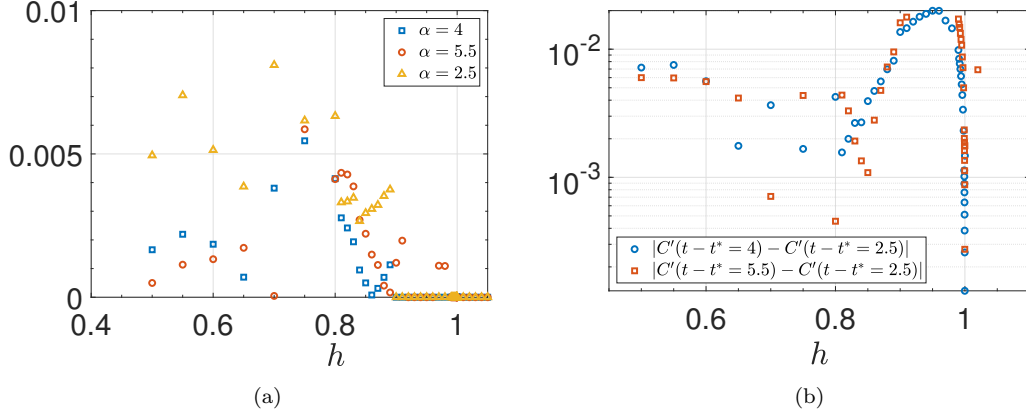 0.01
0.005
0
0.4
0.6
0.8
1
h
α = 4
α = 5.5
α = 2.5
(a)
10⁻²
10⁻³
0.6
0.8
1
h
|C′(t − t* = 4) − C′(t − t* = 2.5)|
|C′(t − t* = 5.5) − C′(t − t* = 2.5)|
(b)